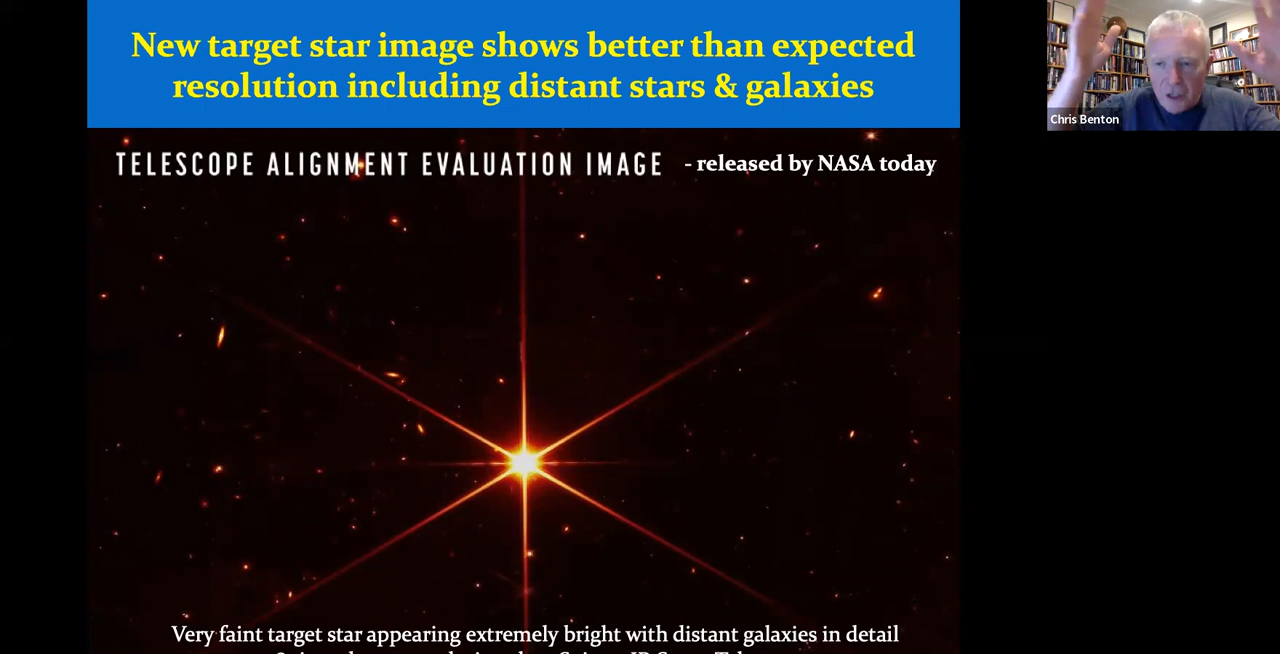 New target star image shows better than expected
resolution including distant stars & galaxies
TELESCOPE ALIGNMENT EVALUATION IMAGE - released by NASA today
Chris Benton
Very faint target star appearing extremely bright with distant galaxies in detail